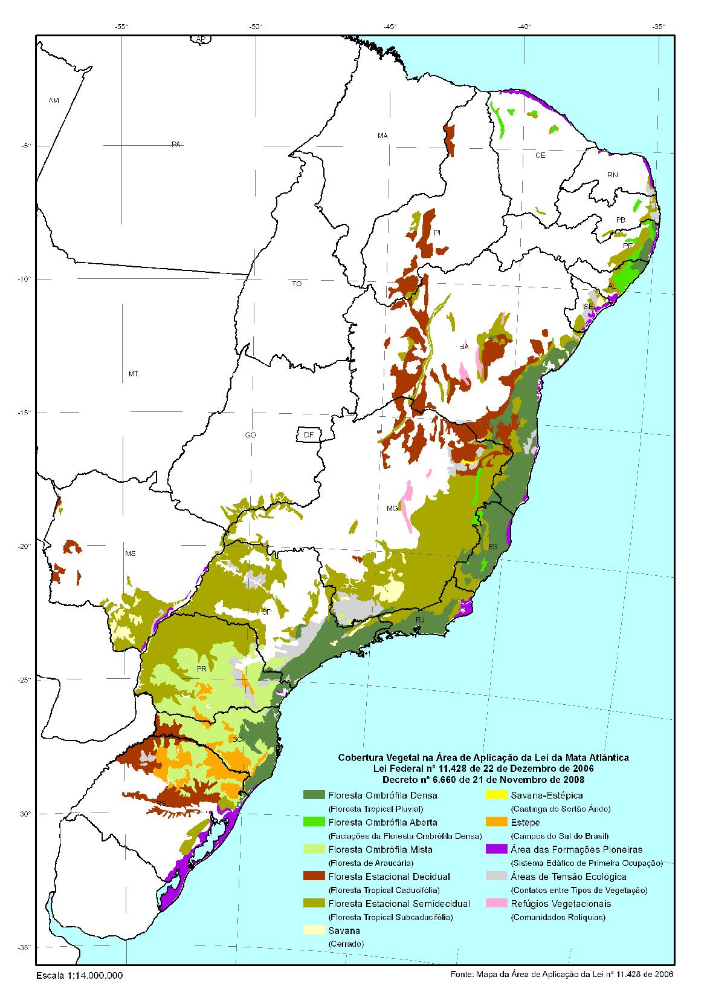 -55° -50° -45° -40° -35°
AP
AM
PA
MA
-5°
CE
RN
PB
PI
PE
-10°
TO
AL
SE
BA
MT
-15°
GO
DF
MG
-20°
MS
ES
SP
RJ
PR
-25°
SC
RS
30°
-35°
Cobertura Vegetal na Área de Aplicação da Lei da Mata Atlântica
Lei Federal nº 11.428 de 22 de Dezembro de 2006
Decreto nº 6.660 de 21 de Novembro de 2008
Floresta Ombrófila Densa
(Floresta Tropical Pluvial)
Floresta Ombrófila Aberta
(Faciações da Floresta Ombrófila Densa)
Floresta Ombrófila Mista
(Floresta de Araucária)
Floresta Estacional Decidual
(Floresta Tropical Caducifólia)
Floresta Estacional Semidecidual
(Floresta Tropical Subcaducifólia)
Savana
(Cerrado)
Savana-Estépica
(Caatinga do Sertão Árido)
Estepe
(Campos do Sul do Brasil)
Área das Formações Pioneiras
(Sistema Edáfico de Primeira Ocupação)
Áreas de Tensão Ecológica
(Contatos entre Tipos de Vegetação)
Refúgios Vegetacionais
(Comunidades Relíquias)
Escala 1:14.000.000
Fonte: Mapa da Área de Aplicação da Lei nº 11.428 de 2006